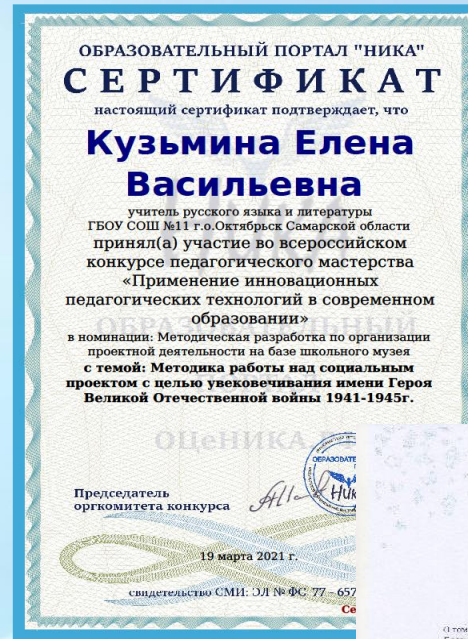 ОБРАЗОВАТЕЛЬНЫЙ ПОРТАЛ "НИКА"
СЕРТИФИКАТ
настоящий сертификат подтверждает, что
Кузьмина Елена
Васильевна
учитель русского языка и литературы
ГБОУ СОШ №11 г.о.Октябрьск Самарской области
принял(а) участие во всероссийском
конкурсе педагогического мастерства
«Применение инновационных
педагогических технологий в современном
образовании»
в номинации: Методическая разработка по организации
проектной деятельности на базе школьного музея
с темой: Методика работы над социальным
проектом с целью увековечивания имени Героя
Великой Отечественной войны 1941-1945г.
Председатель
оргкомитета конкурса
19 марта 2021 г.
свидетельство СМИ: ЭЛ № ФС 77 – 657
Се